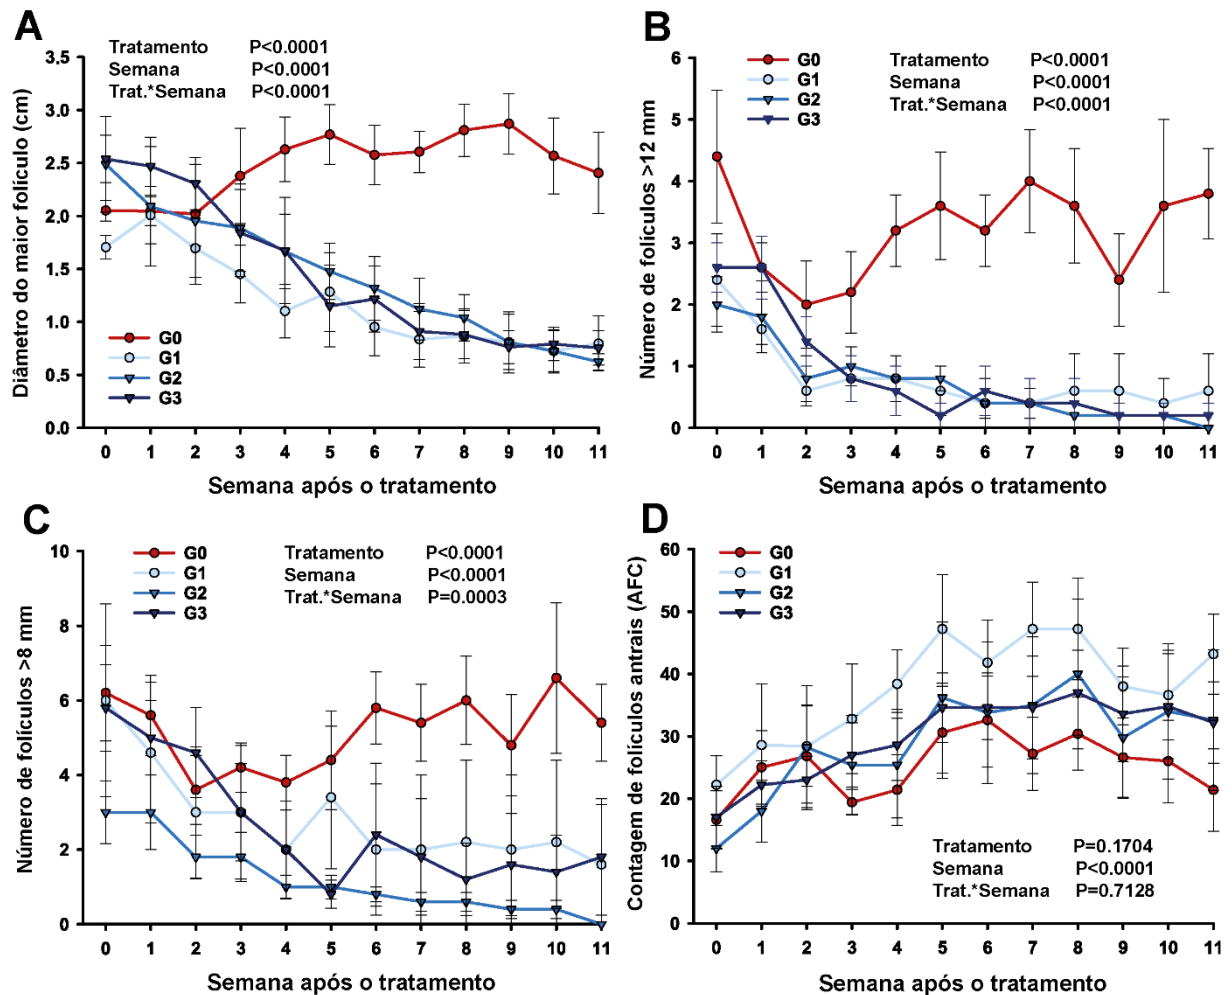 A
Tratamento P<0.0001
Semana P<0.0001
Trat.*Semana P<0.0001
Diâmetro do maior folículo (cm)
3.5
3.0
2.5
2.0
1.5
1.0
0.5
0.0
G0
G1
G2
G3
0 1 2 3 4 5 6 7 8 9 10 11
Semana após o tratamento
B
G0
G1
G2
G3
Tratamento P<0.0001
Semana P<0.0001
Trat.*Semana P<0.0001
Número de folículos >12 mm
6
5
4
3
2
1
0
0 1 2 3 4 5 6 7 8 9 10 11
Semana após o tratamento
C
G0
G1
G2
G3
Tratamento P<0.0001
Semana P<0.0001
Trat.*Semana P=0.0003
Número de folículos >8 mm
10
8
6
4
2
0
0 1 2 3 4 5 6 7 8 9 10 11
Semana após o tratamento
D
G0
G1
G2
G3
Contagem de folículos antrais (AFC)
60
50
40
30
20
10
0
Tratamento P=0.1704
Semana P<0.0001
Trat.*Semana P=0.7128
0 1 2 3 4 5 6 7 8 9 10 11
Semana após o tratamento